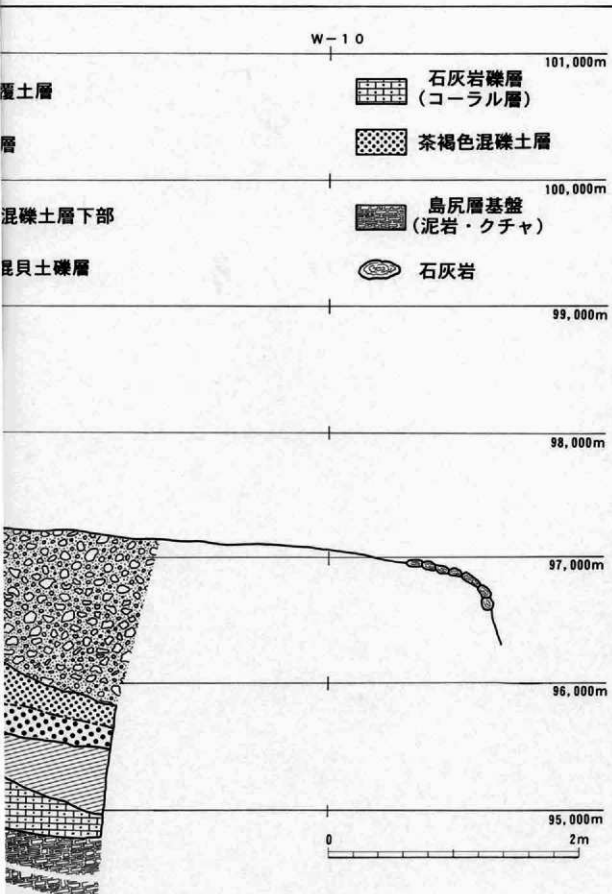 W-10
101,000m
覆土層
石灰岩礫層
(コーラル層)
層
茶褐色混礫土層
100,000m
混礫土層下部
島尻層基盤
(泥岩・クチャ)
混貝土礫層
石灰岩
99,000m
98,000m
97,000m
96,000m
95,000m
0 2m